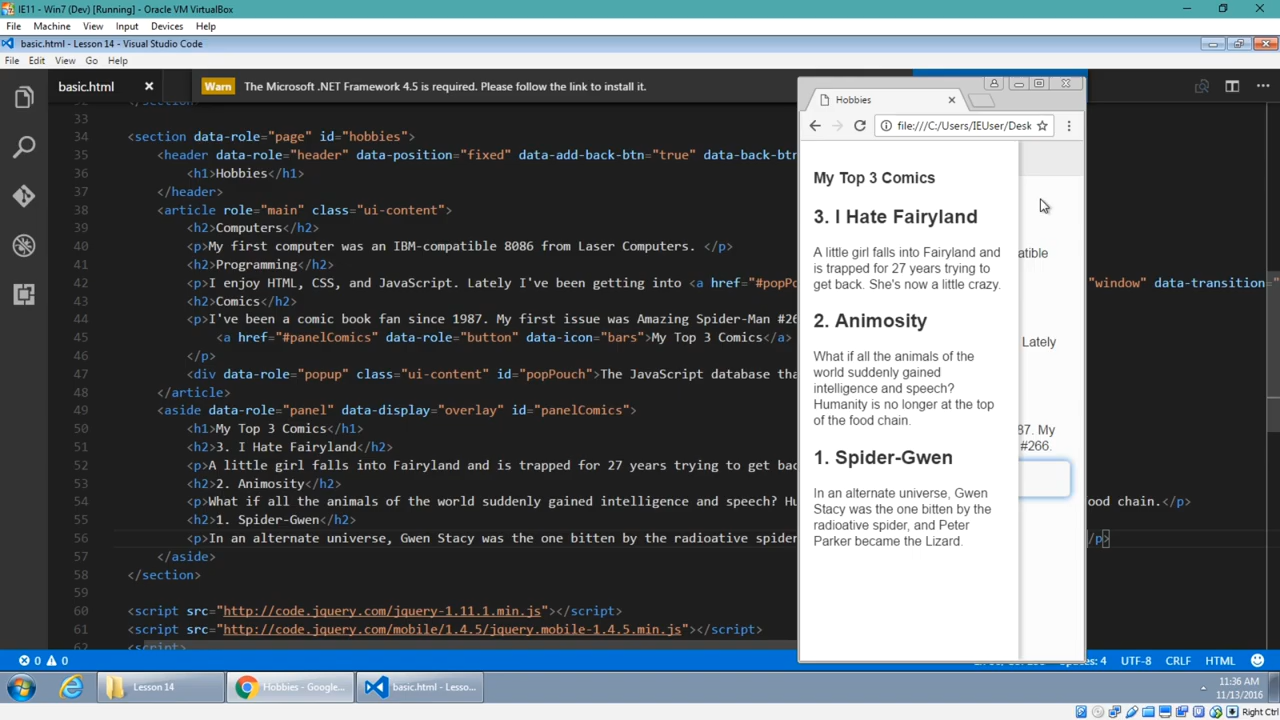 IE11 - Win7 (Dev) [Running] - Oracle VM VirtualBox
File Machine View Input Devices Help
basic.html - Lesson 14 - Visual Studio Code
File Edit View Go Help
basic.html
Warn The Microsoft .NET Framework 4.5 is required. Please follow the link to install it.
33
34 <section data-role="page" id="hobbies">
35 <header data-role="header" data-position="fixed" data-add-back-btn="true" data-back-btn
36 <h1>Hobbies</h1>
37 </header>
38 <article role="main" class="ui-content">
39 <h2>Computers</h2>
40 <p>My first computer was an IBM-compatible 8086 from Laser Computers. </p>
41 <h2>Programming</h2>
42 <p>I enjoy HTML, CSS, and JavaScript. Lately I've been getting into <a href="#popP
"window" data-transition=
43 <h2>Comics</h2>
44 <p>I've been a comic book fan since 1987. My first issue was Amazing Spider-Man #26
45 <a href="#panelComics" data-role="button" data-icon="bars">My Top 3 Comics</a>
46 </p>
47 <div data-role="popup" class="ui-content" id="popPouch">The JavaScript database tha
48 </article>
49 <aside data-role="panel" data-display="overlay" id="panelComics">
50 <h1>My Top 3 Comics</h1>
51 <h2>3. I Hate Fairyland</h2>
52 <p>A little girl falls into Fairyland and is trapped for 27 years trying to get bac
53 <h2>2. Animosity</h2>
54 <p>What if all the animals of the world suddenly gained intelligence and speech? Hu
ood chain.</p>
55 <h2>1. Spider-Gwen</h2>
56 <p>In an alternate universe, Gwen Stacy was the one bitten by the radioactive spider
/p>
57 </aside>
58 </section>
59
60 <script src="http://code.jquery.com/jquery-1.11.1.min.js"></script>
61 <script src="http://code.jquery.com/mobile/1.4.5/jquery.mobile-1.4.5.min.js"></script>
62 <script>
Hobbies
file:///C:/Users/IEUser/Desk
My Top 3 Comics
3. I Hate Fairyland
A little girl falls into Fairyland and
is trapped for 27 years trying to
get back. She's now a little crazy.
2. Animosity
What if all the animals of the
world suddenly gained
intelligence and speech?
Humanity is no longer at the top
of the food chain.
1. Spider-Gwen
In an alternate universe, Gwen
Stacy was the one bitten by the
radioative spider, and Peter
Parker became the Lizard.
atible
Lately
87. My
#266.
0 0
Spaces: 4 UTF-8 CRLF HTML
Lesson 14
Hobbies - Google...
basic.html - Lesso...
11:36 AM
11/13/2016
Right Ctrl